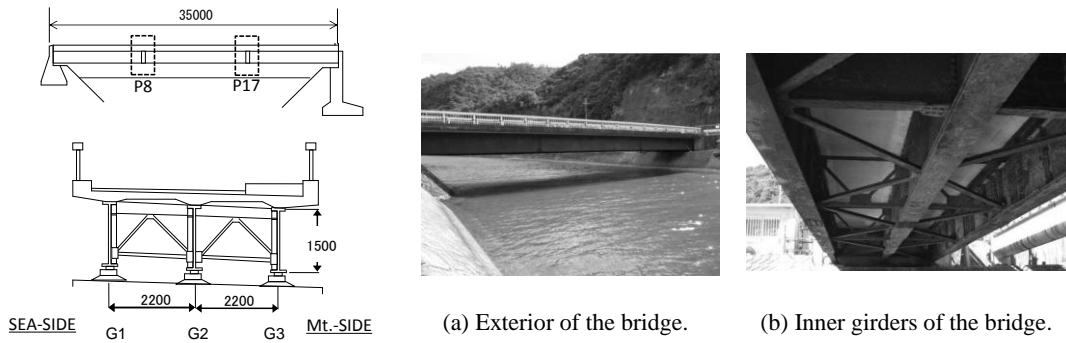 35000
P8 P17
1500
2200 2200
SEA-SIDE G1 G2 G3 Mt.-SIDE
(a) Exterior of the bridge.
(b) Inner girders of the bridge.